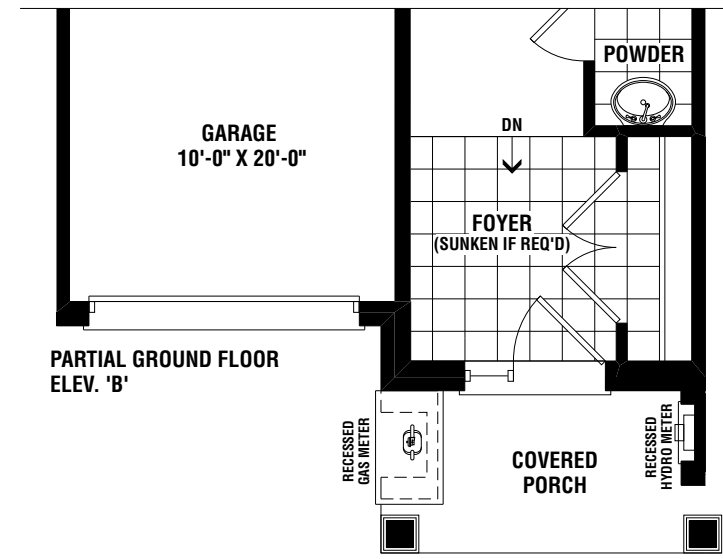 POWDER
GARAGE
10'-0" X 20'-0"
DN
FOYER
(SUNKEN IF REQ'D)
PARTIAL GROUND FLOOR
ELEV. 'B'
RECESSED
GAS METER
COVERED
PORCH
RECESSED
HYDRO METER